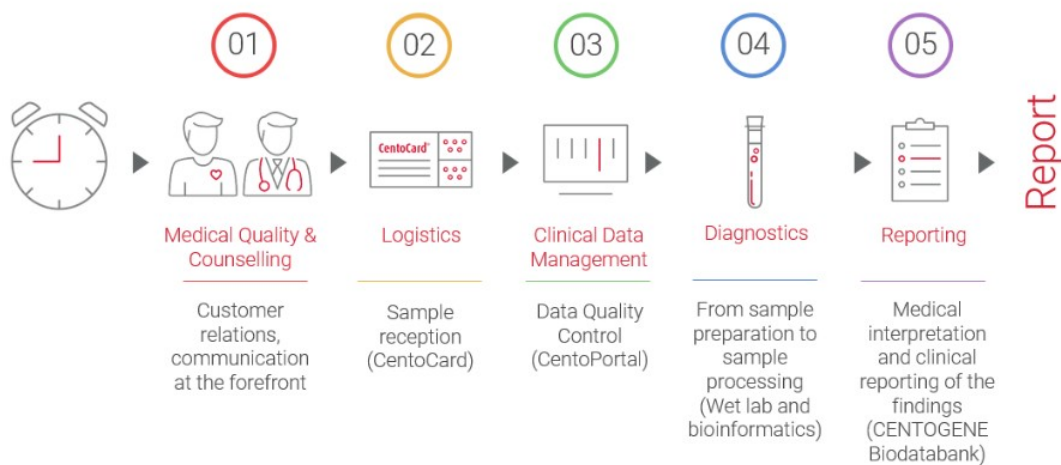 01
02
03
04
05
CentoCard®
Report
Medical Quality &
Counselling
Logistics
Clinical Data
Management
Diagnostics
Reporting
Customer
relations,
communication
at the forefront
Sample
reception
(CentoCard)
Data Quality
Control
(CentoPortal)
From sample
preparation to
sample
processing
(Wet lab and
bioinformatics)
Medical
interpretation
and clinical
reporting of the
findings
(CENTOGENE
Biodatabank)